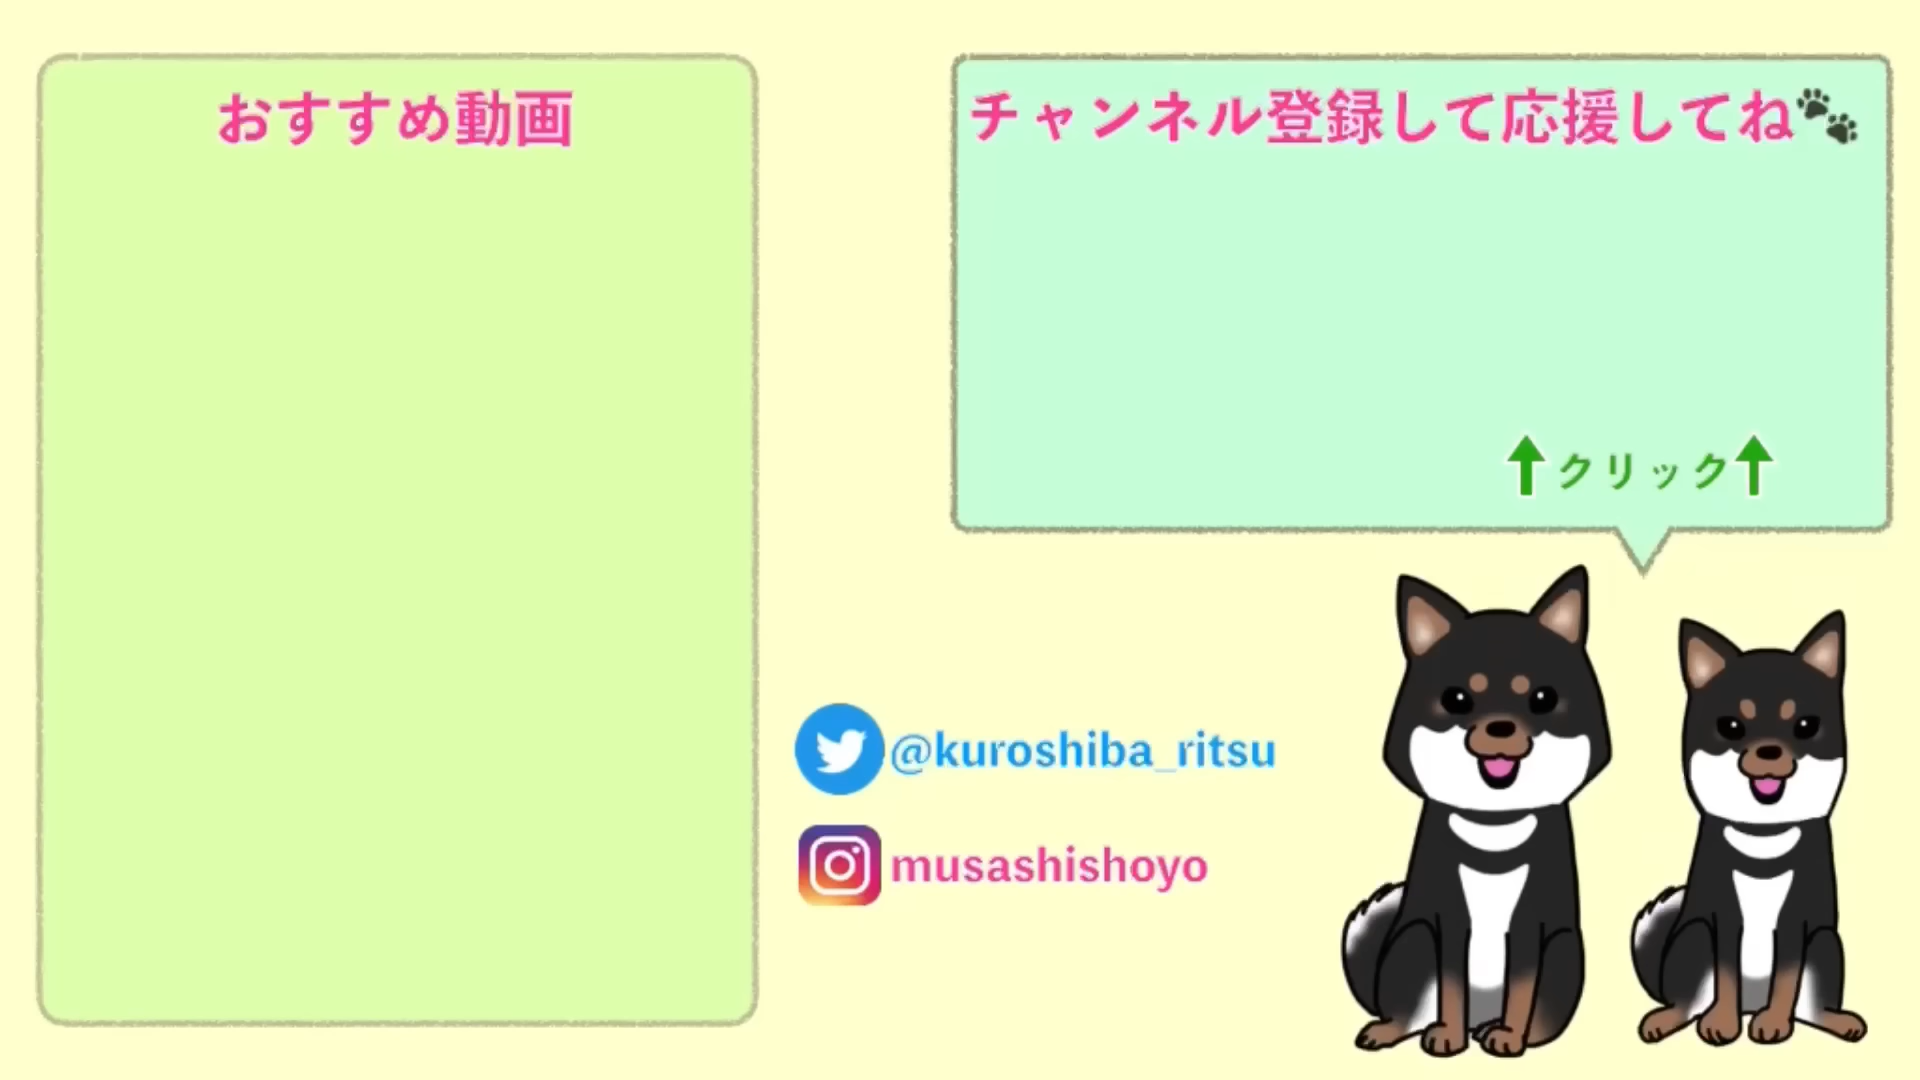 おすすめ動画
チャンネル登録して応援してね🐾
↑クリック↑
@kuroshiba_ritsu
musashishoyo